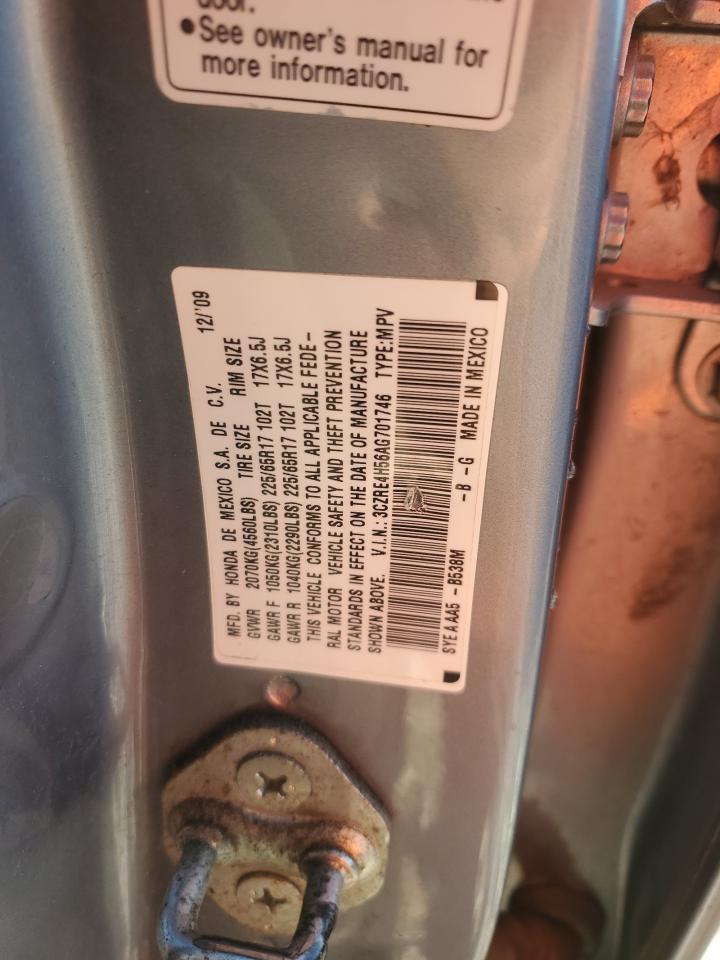 door.
•See owner's manual for
more information.
MFD. BY HONDA DE MEXICO S.A. DE C.V. 12/'09
GVWR 2070KG(4560LBS) TIRE SIZE RIM SIZE
GAWR F 1050KG(2310LBS) 225/65R17 102T 17X6.5J
GAWR R 1040KG(2290LBS) 225/65R17 102T 17X6.5J
THIS VEHICLE CONFORMS TO ALL APPLICABLE FEDE-
RAL MOTOR VEHICLE SAFETY AND THEFT PREVENTION
STANDARDS IN EFFECT ON THE DATE OF MANUFACTURE
SHOWN ABOVE. V.I.N.: 3CZRE4H56AG701746 TYPE:MPV
SYE A AA5 - B538M - B - G MADE IN MEXICO